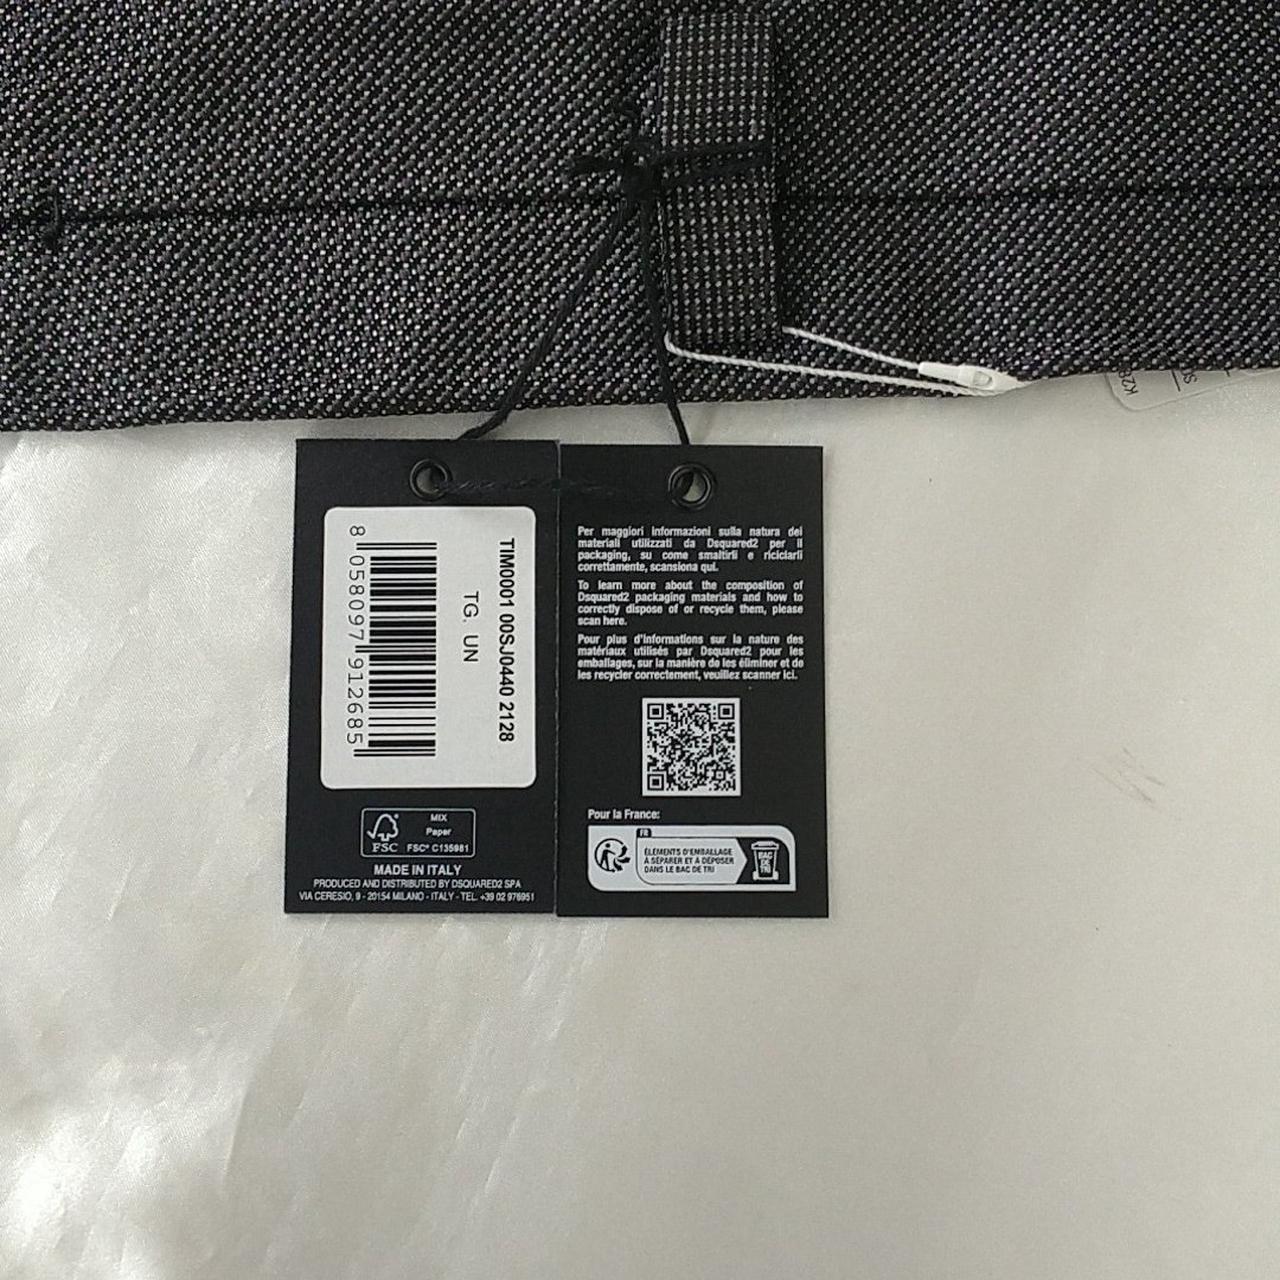 TIM0001 00SJ0440 2128
TG. UN
8 058097 912685
FSC
MIX
Paper
FSC® C135981
MADE IN ITALY
PRODUCED AND DISTRIBUTED BY DSQUARED2 SPA
VIA CERESIO, 9 - 20154 MILANO - ITALY - TEL. +39 02 976951
Per maggiori informazioni sulla natura dei
materiali utilizzati da Dsquared2 per il
packaging, su come smaltirli e riciclarli
correttamente, scansiona qui.
To learn more about the composition of
Dsquared2 packaging materials and how to
correctly dispose of or recycle them, please
scan here.
Pour plus d'informations sur la nature des
matériaux utilisés par Dsquared2 pour les
emballages, sur la manière de les éliminer et de
les recycler correctement, veuillez scanner ici.
Pour la France:
FR
ÉLÉMENTS D'EMBALLAGE
À SÉPARER ET À DÉPOSER
DANS LE BAC DE TRI
BAC
DE
TRI